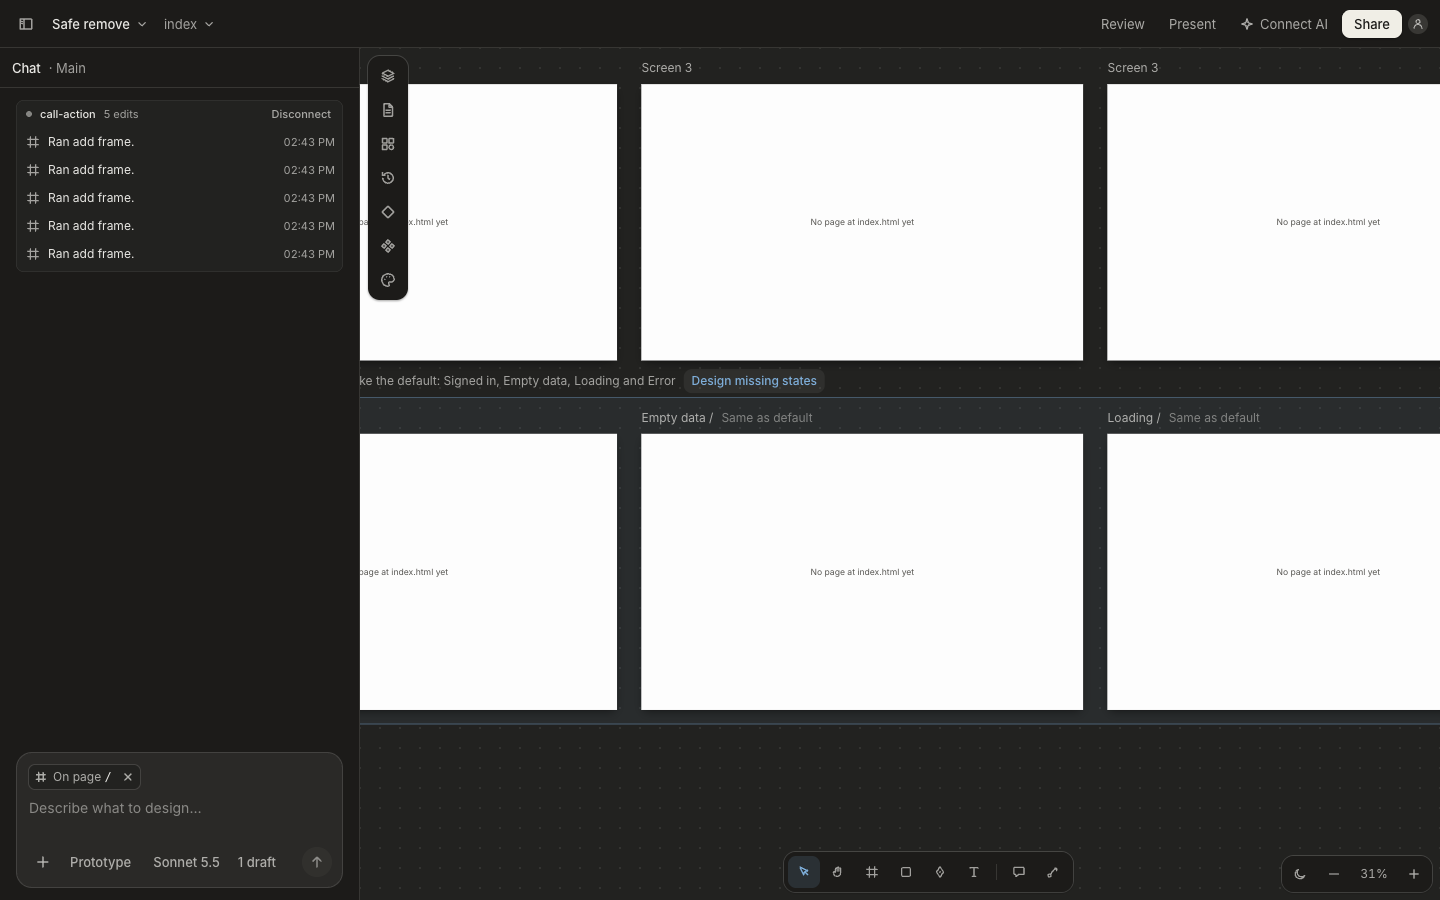 Safe remove index Review Present Connect AI Share
Chat · Main
call-action 5 edits Disconnect
Ran add frame. 02:43 PM
Ran add frame. 02:43 PM
Ran add frame. 02:43 PM
Ran add frame. 02:43 PM
Ran add frame. 02:43 PM
On page /
Describe what to design...
Prototype Sonnet 5.5 1 draft
Screen 3 Screen 3
No page at index.html yet No page at index.html yet
the default: Signed in, Empty data, Loading and Error Design missing states
Empty data / Same as default Loading / Same as default
page at index.html yet No page at index.html yet No page at index.html yet
31%